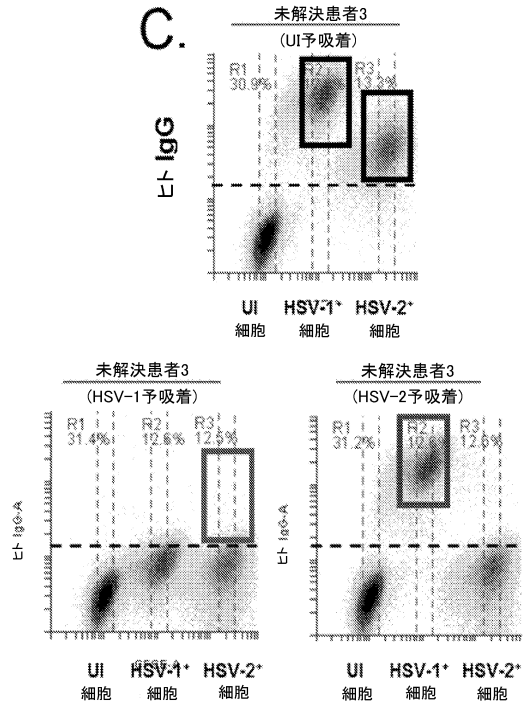 C.
未解決患者3
(UI予吸着)
R1 R2 R3
30.9% 13.3%
ヒト IgG
UI HSV-1⁺ HSV-2⁺
細胞 細胞 細胞
未解決患者3
(HSV-1予吸着)
R1 R2 R3
31.4% 12.6% 12.5%
ヒト IgG-A
UI HSV-1⁺ HSV-2⁺
細胞 細胞 細胞
未解決患者3
(HSV-2予吸着)
R1 R2 R3
31.2%
ヒト IgG-A
UI HSV-1⁺ HSV-2⁺
細胞 細胞 細胞